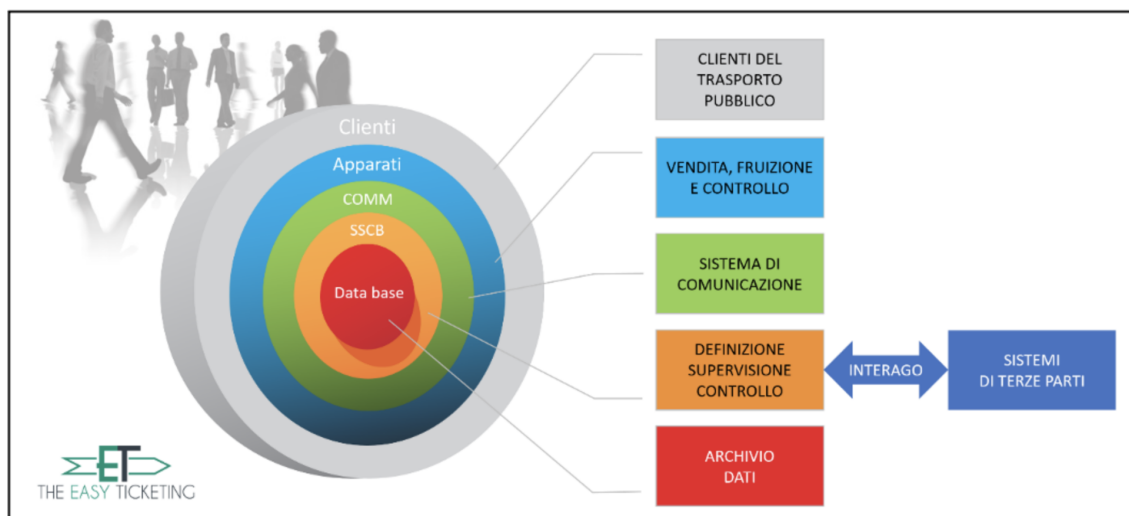 Clienti
Apparati
COMM
SSCB
Data base
CLIENTI DEL
TRASPORTO
PUBBLICO
VENDITA, FRUIZIONE
E CONTROLLO
SISTEMA DI
COMUNICAZIONE
DEFINIZIONE
SUPERVISIONE
CONTROLLO
INTERAGO
SISTEMI
DI TERZE PARTI
ARCHIVIO
DATI
ET
THE EASY TICKETING